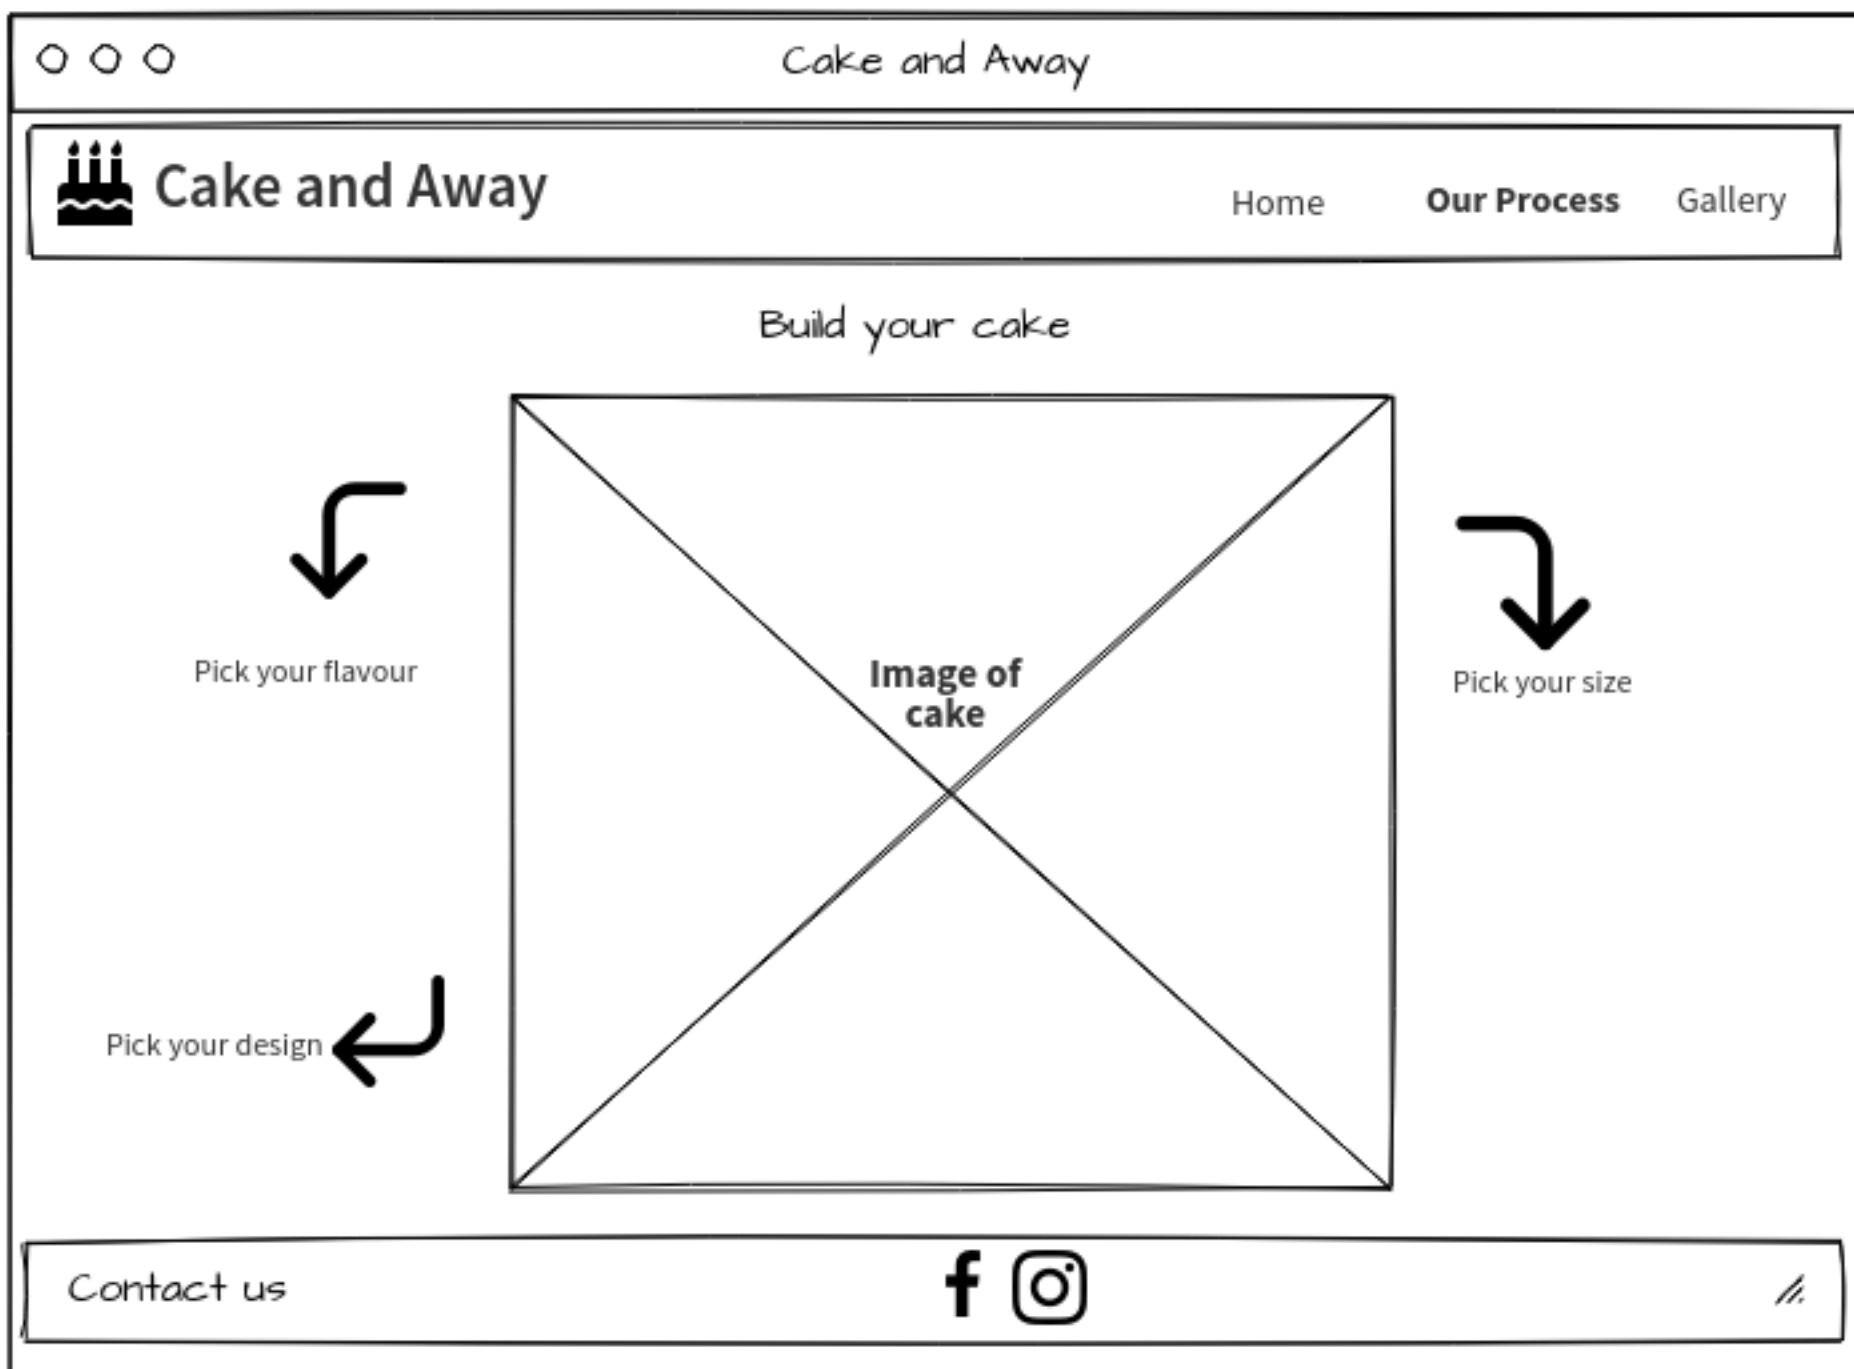 Cake and Away
Cake and Away
Home
Our Process
Gallery
Build your cake
Pick your flavour
Image of
cake
Pick your size
Pick your design
Contact us